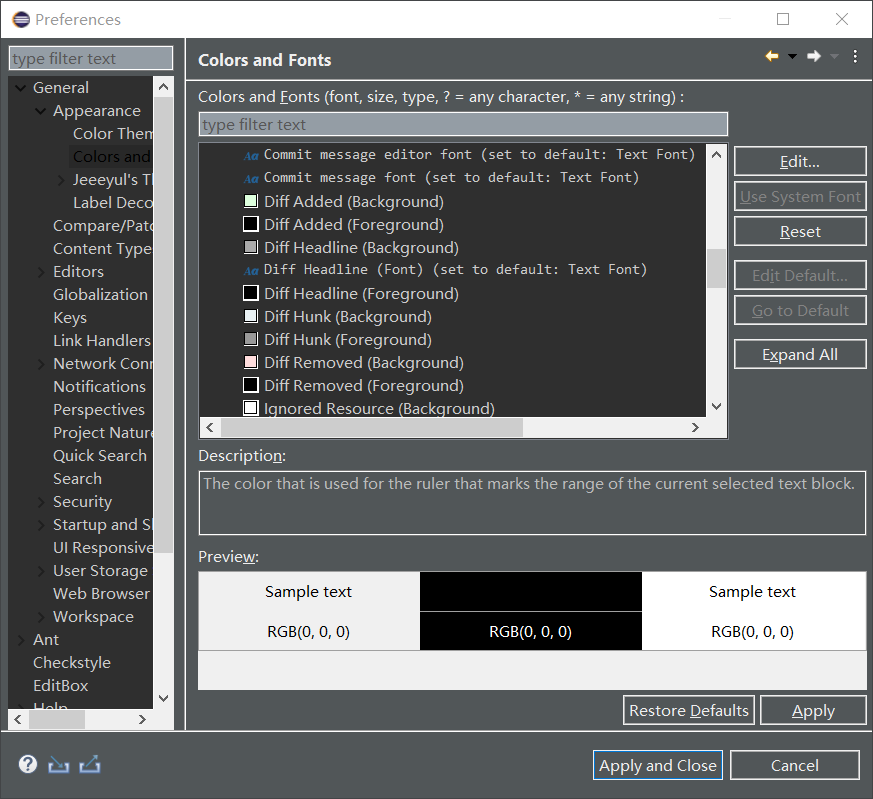 Preferences
type filter text
General
Appearance
Color Them
Colors and
Jeeeyul's Th
Label Deco
Compare/Patc
Content Type
Editors
Globalization
Keys
Link Handlers
Network Conn
Notifications
Perspectives
Project Nature
Quick Search
Search
Security
Startup and Sh
UI Responsive
User Storage
Web Browser
Workspace
Ant
Checkstyle
EditBox
Help
Colors and Fonts
Colors and Fonts (font, size, type, ? = any character, * = any string) :
type filter text
Aa Commit message editor font (set to default: Text Font)
Aa Commit message font (set to default: Text Font)
Diff Added (Background)
Diff Added (Foreground)
Diff Headline (Background)
Aa Diff Headline (Font) (set to default: Text Font)
Diff Headline (Foreground)
Diff Hunk (Background)
Diff Hunk (Foreground)
Diff Removed (Background)
Diff Removed (Foreground)
Ignored Resource (Background)
Edit...
Use System Font
Reset
Edit Default...
Go to Default
Expand All
Description:
The color that is used for the ruler that marks the range of the current selected text block.
Preview:
Sample text Sample text
RGB(0, 0, 0) RGB(0, 0, 0) RGB(0, 0, 0)
Restore Defaults Apply
? Apply and Close Cancel